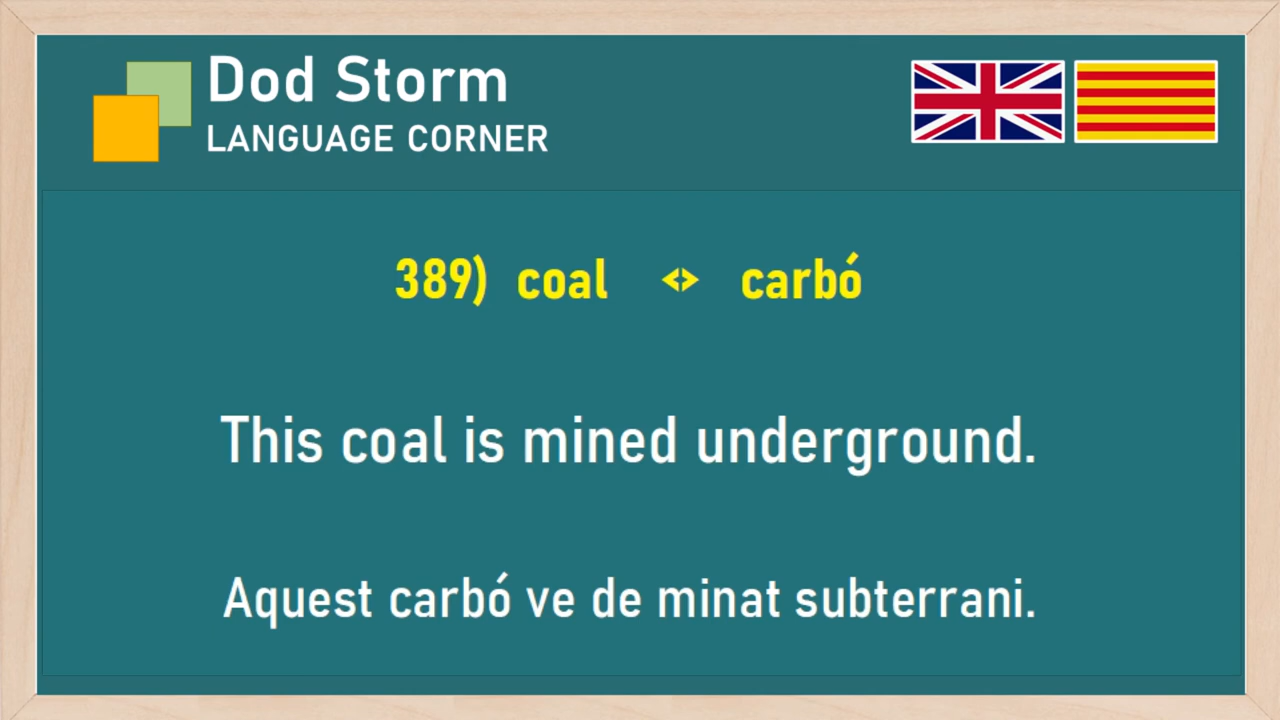 Dod Storm
LANGUAGE CORNER
389) coal <> carbó
This coal is mined underground.
Aquest carbó ve de minat subterrani.